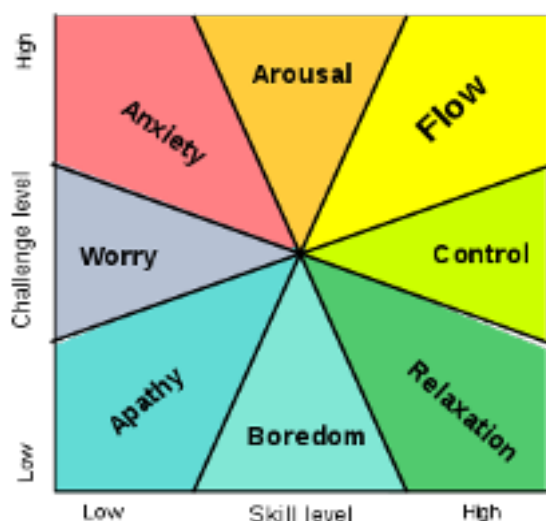 High
Arousal
Flow
Anxiety
Challenge level
Worry
Control
Apathy
Relaxation
Boredom
Low
Low
Skill level
High